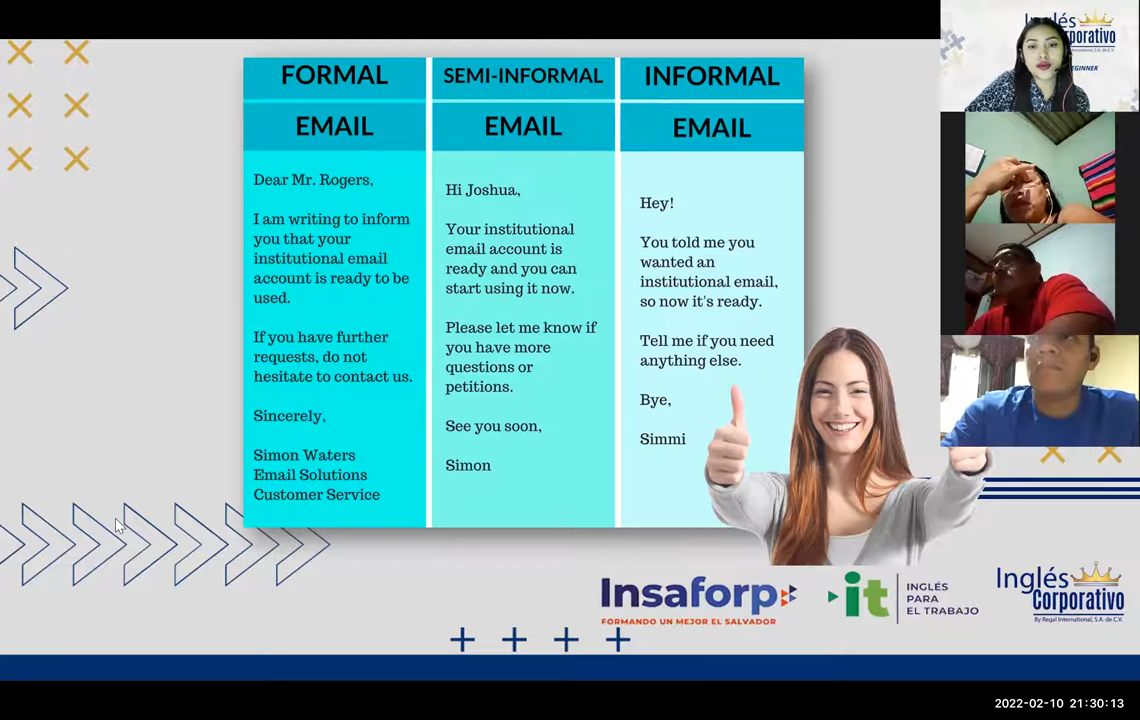 FORMAL
EMAIL
Dear Mr. Rogers,
I am writing to inform
you that your
institutional email
account is ready to be
used.
If you have further
requests, do not
hesitate to contact us.
Sincerely,
Simon Waters
Email Solutions
Customer Service
SEMI-INFORMAL
EMAIL
Hi Joshua,
Your institutional
email account is
ready and you can
start using it now.
Please let me know if
you have more
questions or
petitions.
See you soon,
Simon
INFORMAL
EMAIL
Hey!
You told me you
wanted an
institutional email,
so now it's ready.
Tell me if you need
anything else.
Bye,
Simmi
Insaforp
FORMANDO UN MEJOR EL SALVADOR
it
INGLÉS
PARA
EL TRABAJO
Inglés
Corporativo
By Regal International, S.A. de C.V.
2022-02-10 21:30:13